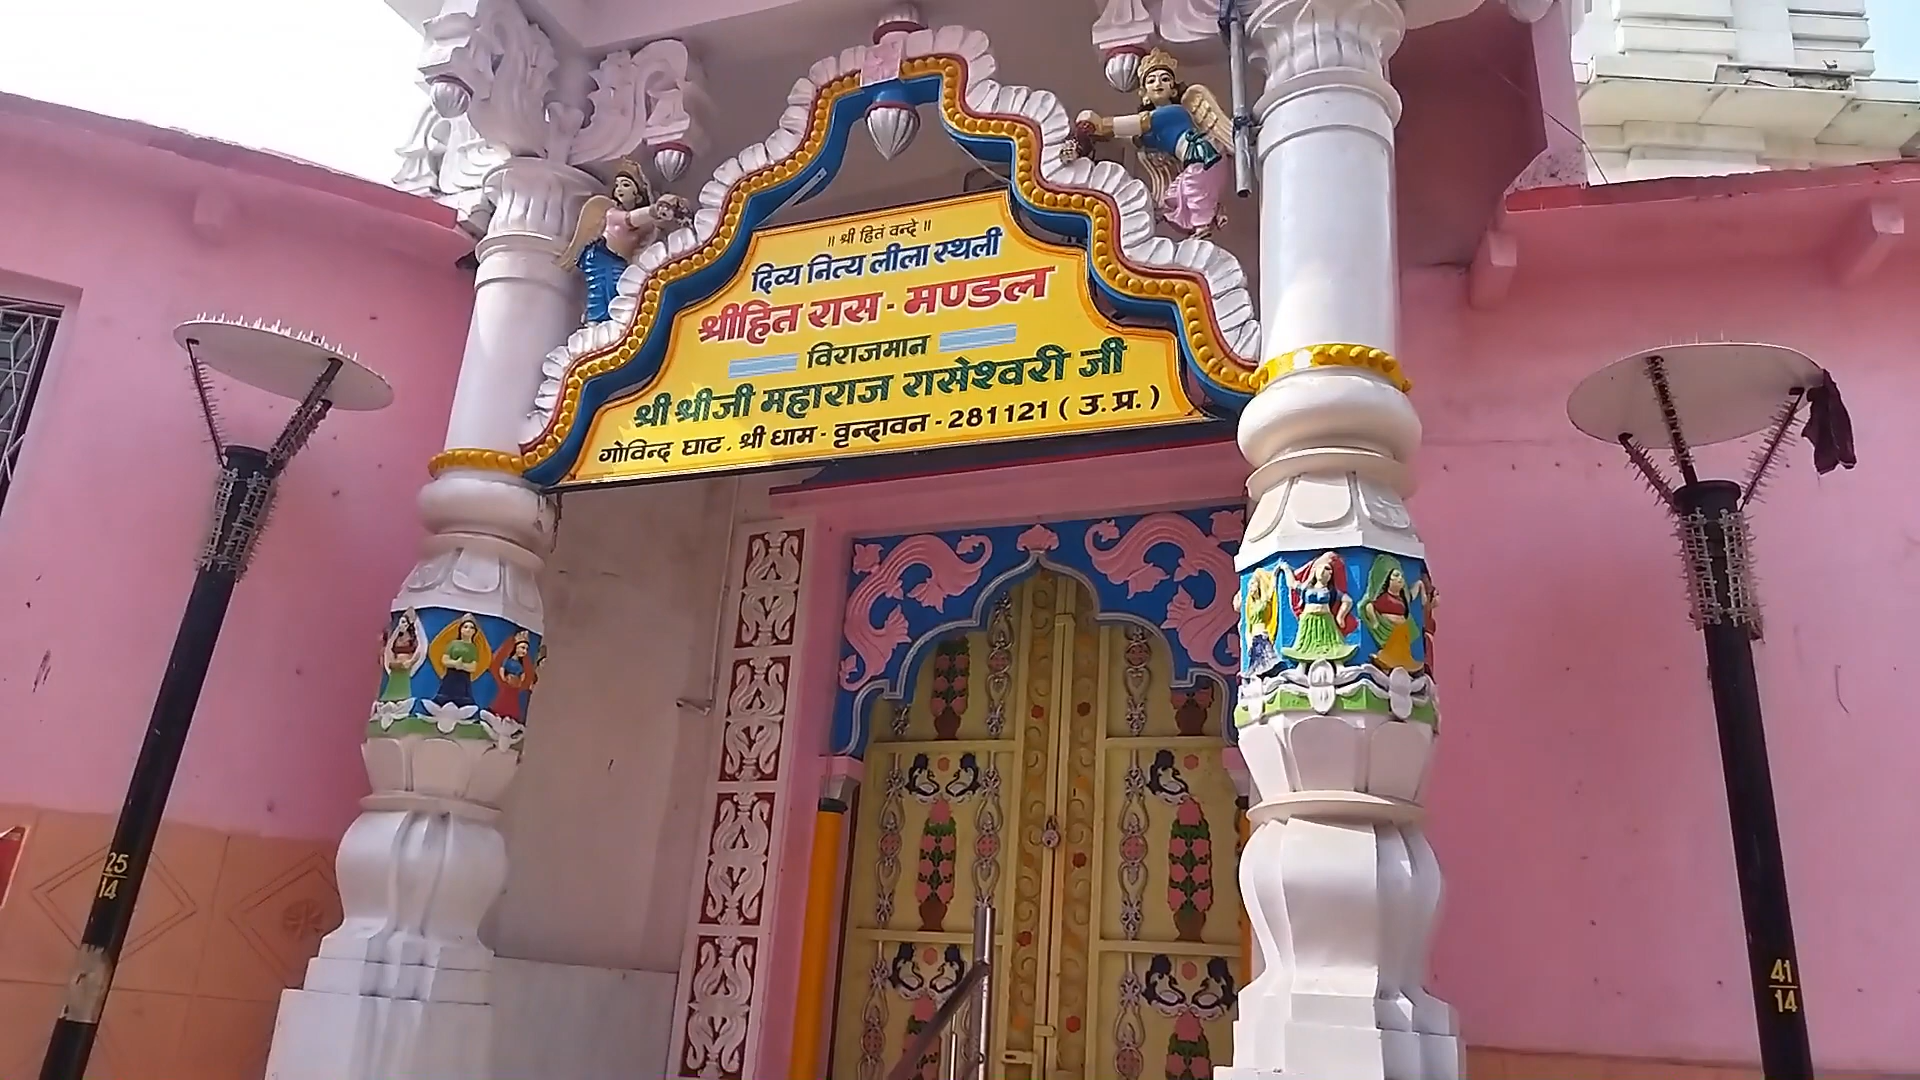 ॥ श्री हितं वन्दे ॥
दिव्य नित्य लीला स्थली
श्रीहित रास - मण्डल
विराजमान
श्री श्रीजी महाराज रासेश्वरी जी
गोविन्द घाट . श्री धाम - वृन्दावन - 281121 ( उ. प्र. )
25
14
41
14